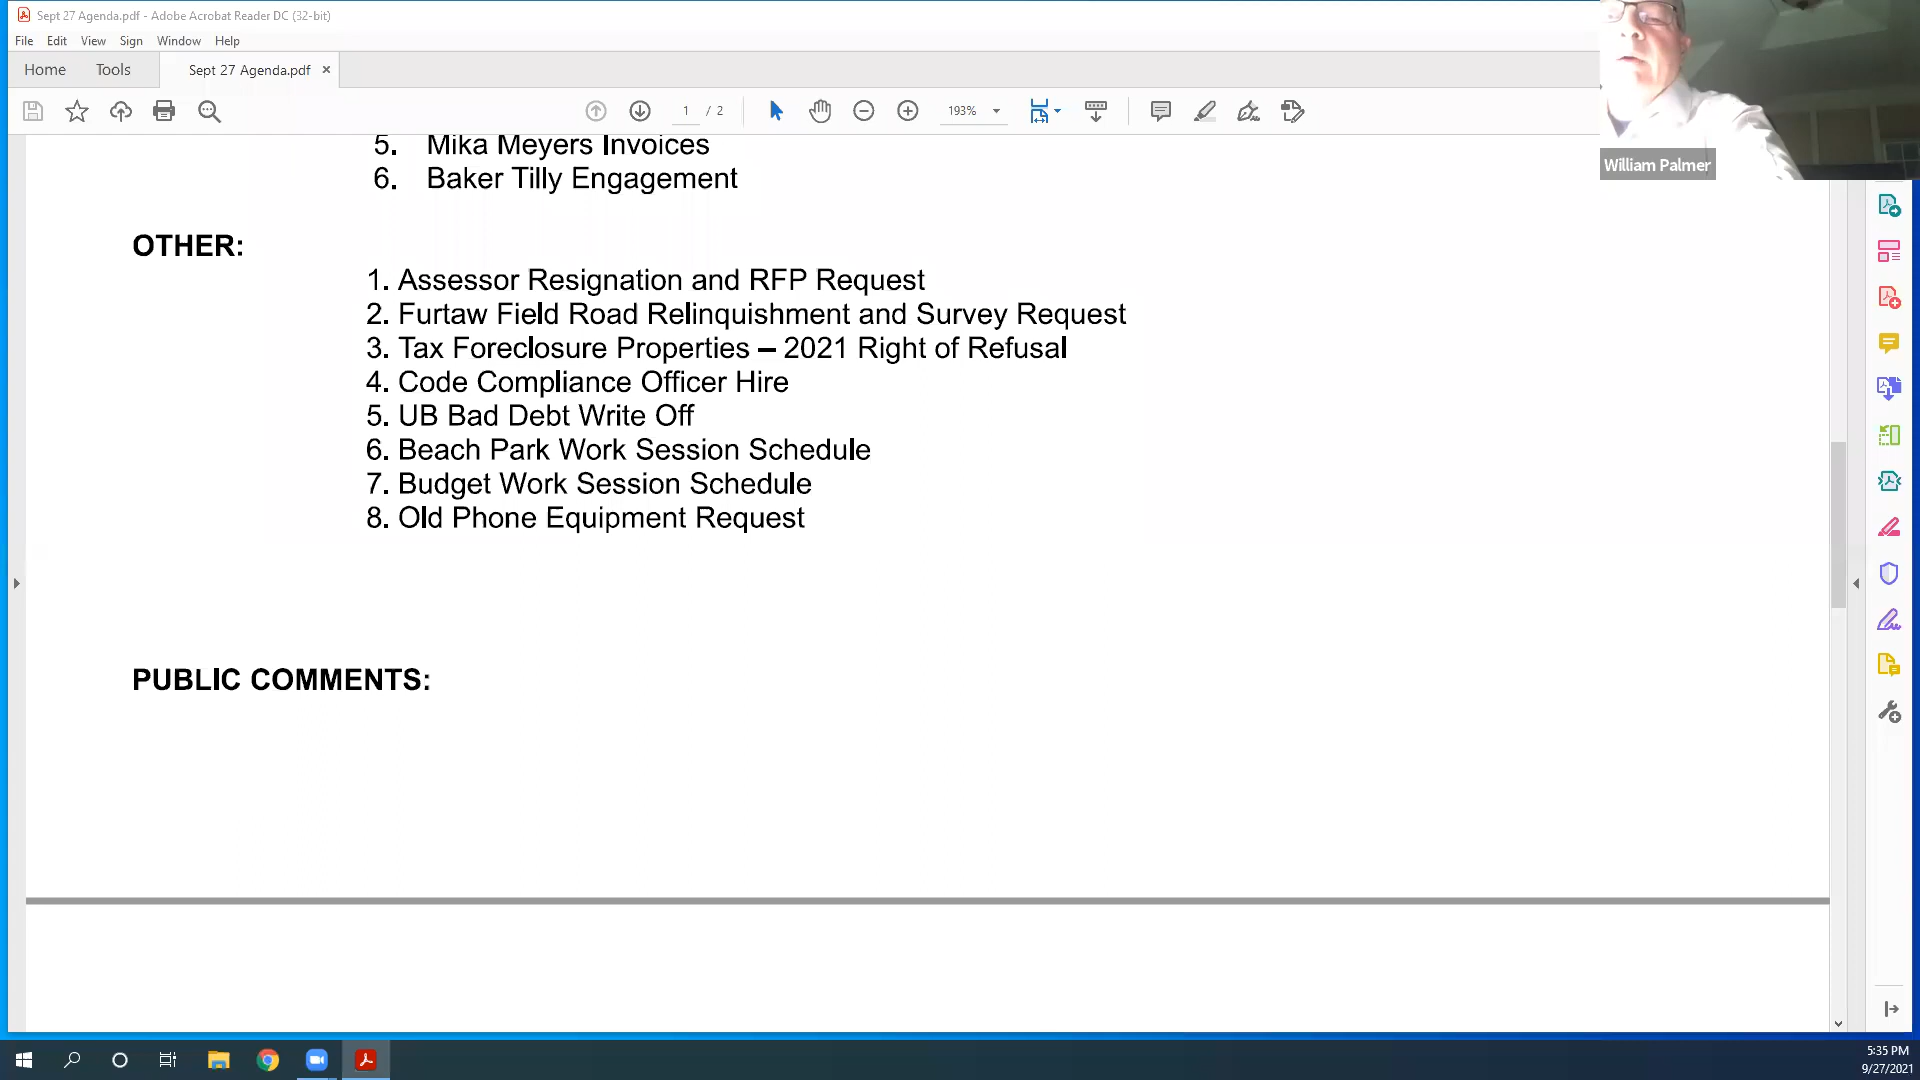 Sept 27 Agenda.pdf - Adobe Acrobat Reader DC (32-bit)
File Edit View Sign Window Help
Home Tools Sept 27 Agenda.pdf ×
1 / 2 193%
William Palmer
5. Mika Meyers Invoices
6. Baker Tilly Engagement
OTHER:
1. Assessor Resignation and RFP Request
2. Furtaw Field Road Relinquishment and Survey Request
3. Tax Foreclosure Properties – 2021 Right of Refusal
4. Code Compliance Officer Hire
5. UB Bad Debt Write Off
6. Beach Park Work Session Schedule
7. Budget Work Session Schedule
8. Old Phone Equipment Request
PUBLIC COMMENTS:
5:35 PM
9/27/2021